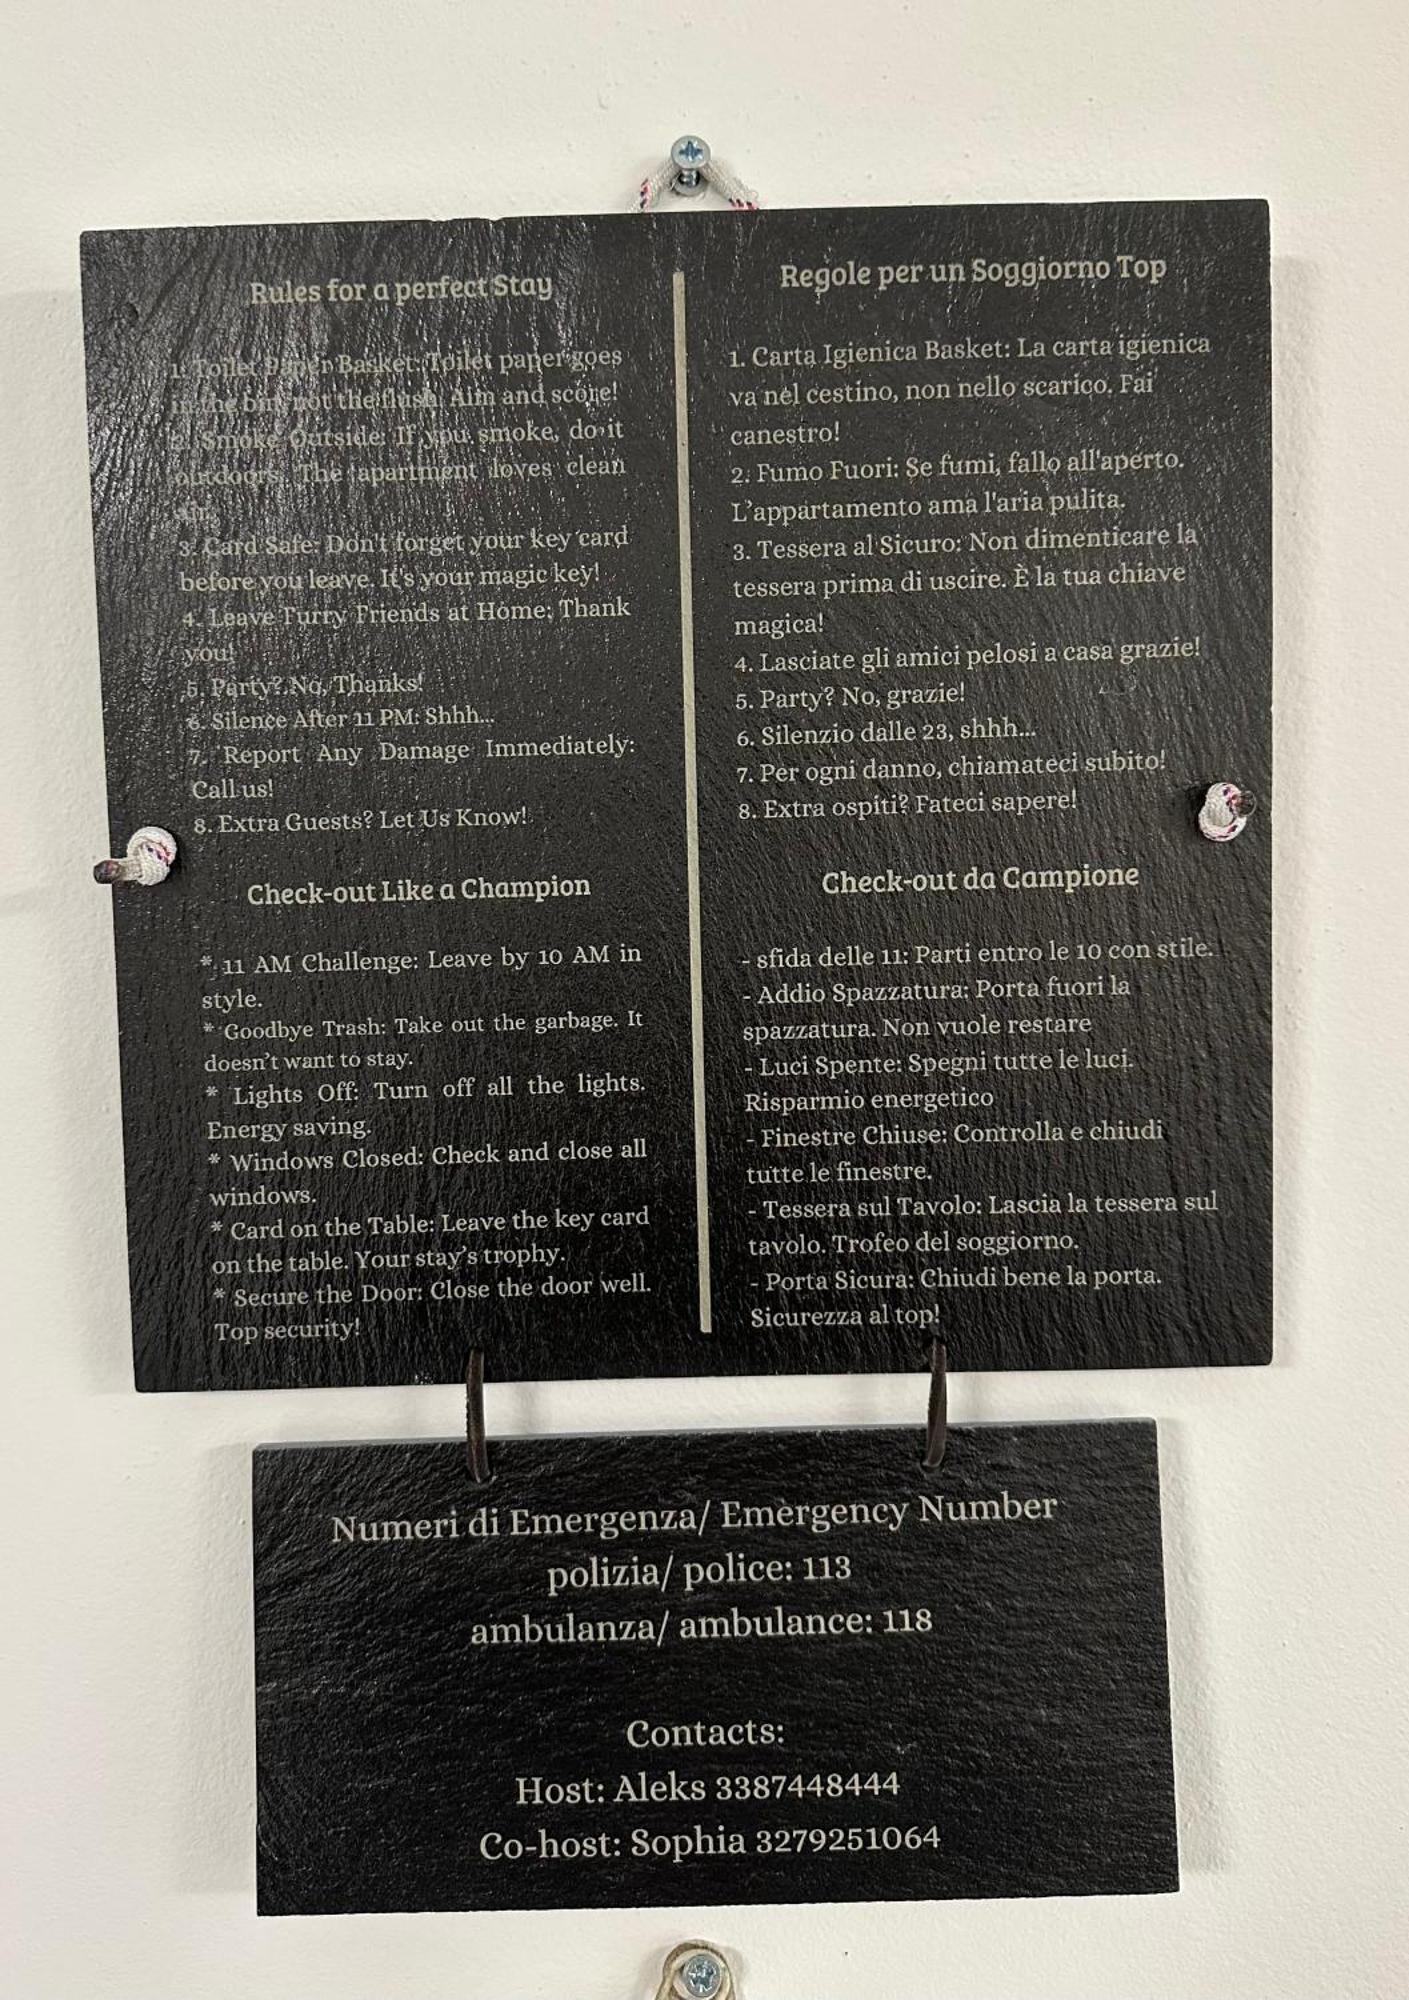 Rules for a perfect Stay
1. Toilet Paper Basket: Toilet paper goes
in the bin, not the flush. Aim and score!
2. Smoke Outside: If you smoke, do it
outdoors. The apartment loves clean
air.
3. Card Safe: Don't forget your key card
before you leave. It's your magic key!
4. Leave Furry Friends at Home: Thank
you!
5. Party? No, Thanks!
6. Silence After 11 PM: Shhh...
7. Report Any Damage Immediately:
Call us!
8. Extra Guests? Let Us Know!
Check-out Like a Champion
* 11 AM Challenge: Leave by 10 AM in
style.
* Goodbye Trash: Take out the garbage. It
doesn't want to stay.
* Lights Off: Turn off all the lights.
Energy saving.
* Windows Closed: Check and close all
windows.
* Card on the Table: Leave the key card
on the table. Your stay's trophy.
* Secure the Door: Close the door well.
Top security!
Regole per un Soggiorno Top
1. Carta Igienica Basket: La carta igienica
va nel cestino, non nello scarico. Fai
canestro!
2. Fumo Fuori: Se fumi, fallo all'aperto.
L'appartamento ama l'aria pulita.
3. Tessera al Sicuro: Non dimenticare la
tessera prima di uscire. È la tua chiave
magica!
4. Lasciate gli amici pelosi a casa grazie!
5. Party? No, grazie!
6. Silenzio dalle 23, shhh...
7. Per ogni danno, chiamateci subito!
8. Extra ospiti? Fateci sapere!
Check-out da Campione
- sfida delle 11: Parti entro le 10 con stile.
- Addio Spazzatura: Porta fuori la
spazzatura. Non vuole restare
- Luci Spente: Spegni tutte le luci.
Risparmio energetico
- Finestre Chiuse: Controlla e chiudi
tutte le finestre.
- Tessera sul Tavolo: Lascia la tessera sul
tavolo. Trofeo del soggiorno.
- Porta Sicura: Chiudi bene la porta.
Sicurezza al top!
Numeri di Emergenza/ Emergency Number
polizia/ police: 113
ambulanza/ ambulance: 118
Contacts:
Host: Aleks 3387448444
Co-host: Sophia 3279251064